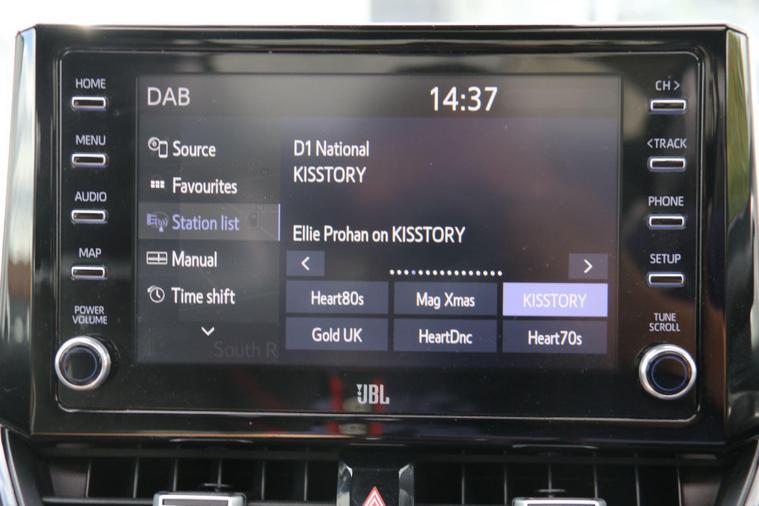 HOME
MENU
AUDIO
MAP
POWER
VOLUME
DAB
14:37
Source
Favourites
Station list
Manual
Time shift
South R
D1 National
KISSTORY
Ellie Prohan on KISSTORY
<
>
Heart80s
Mag Xmas
KISSTORY
Gold UK
HeartDnc
Heart70s
CH >
< TRACK
PHONE
SETUP
TUNE
SCROLL
JBL